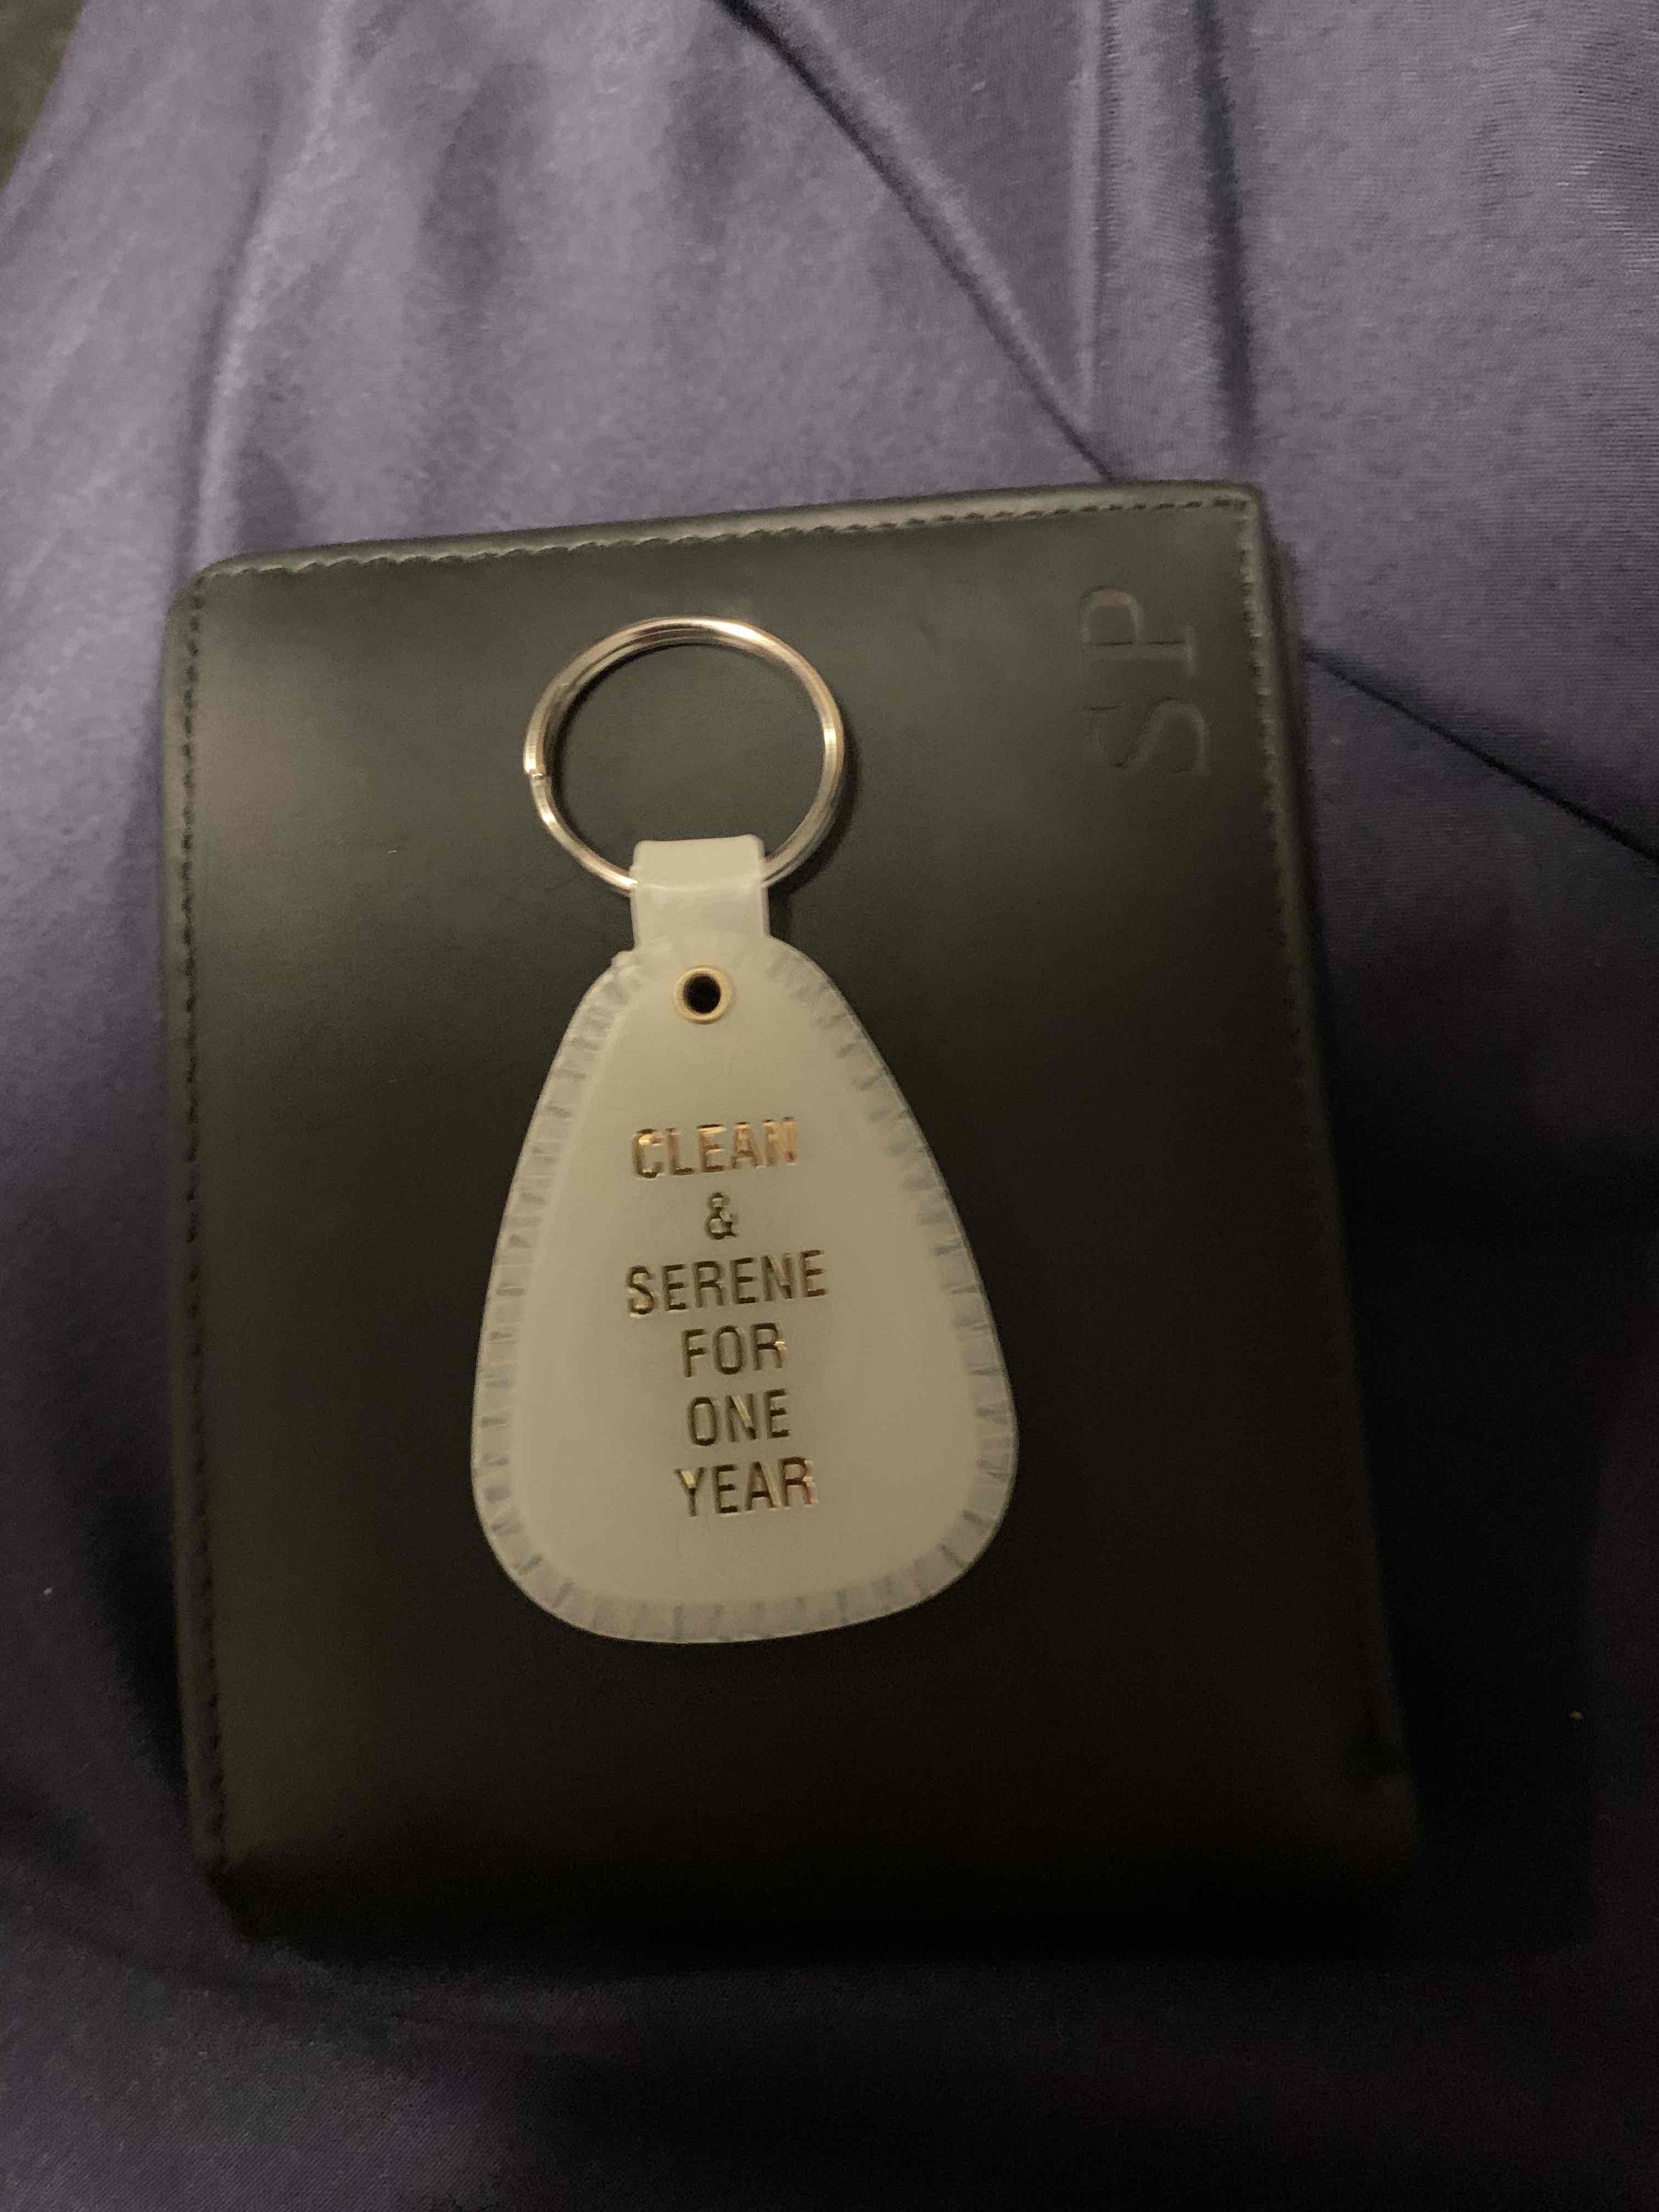 SP
CLEAN
&
SERENE
FOR
ONE
YEAR